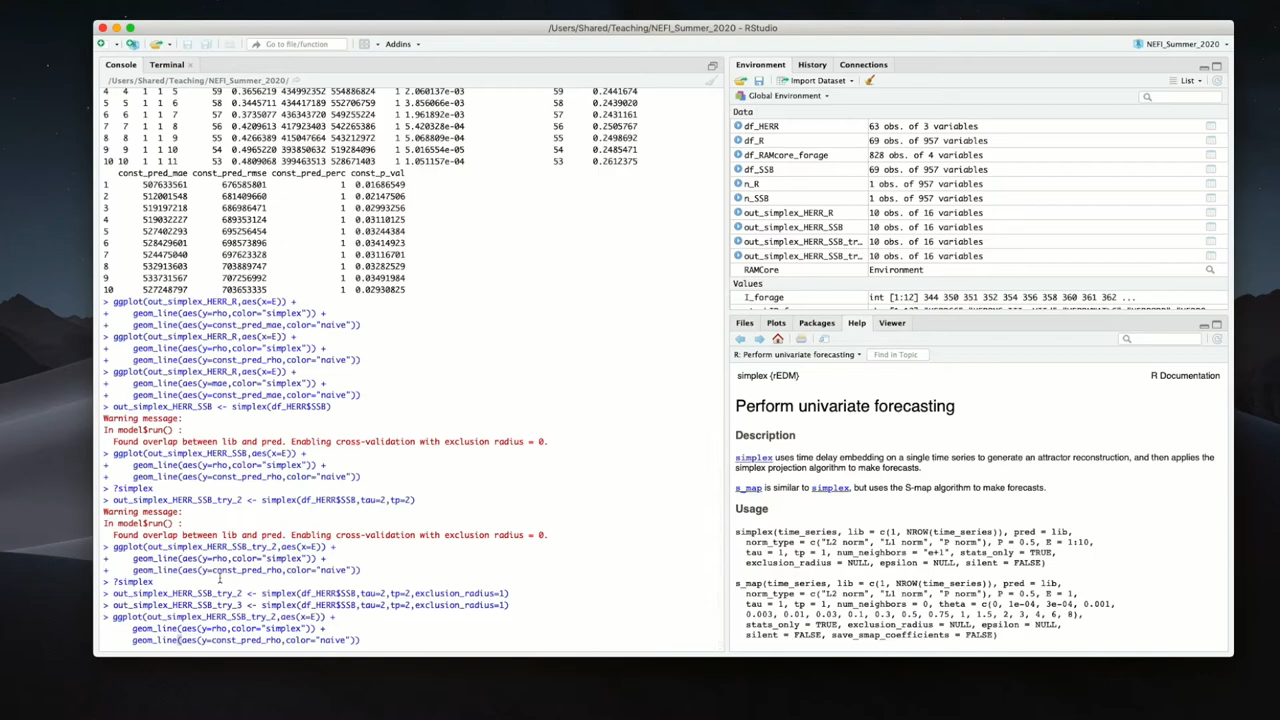 /Users/Shared/Teaching/NEFI_Summer_2020 - RStudio
Go to file/function Addins NEFI_Summer_2020
Console Terminal
/Users/Shared/Teaching/NEFI_Summer_2020/
4 4 1 1 5 59 0.3656219 434992352 554886824 1 2.060137e-03 59 0.2441674
5 5 1 1 6 58 0.3445711 434417189 552706759 1 3.856066e-03 58 0.2439020
6 6 1 1 7 57 0.3735077 436347320 549255224 1 1.961892e-03 57 0.2431161
7 7 1 1 8 56 0.4209613 417923403 542265386 1 5.420328e-04 56 0.2505767
8 8 1 1 9 55 0.4266389 415047664 543212972 1 5.068809e-04 55 0.2498692
9 9 1 1 10 54 0.4965220 390463508 519284096 1 5.016554e-05 54 0.2485471
10 10 1 1 11 53 0.4809068 399463513 528671403 1 1.051157e-04 53 0.2612375
const_pred_mae const_pred_rmse const_pred_perc const_p_val
1 507633561 676585801 1 0.01686549
2 512001548 681409660 1 0.02147506
3 519197218 686986471 1 0.02993256
4 519032227 689353124 1 0.03110125
5 527402293 695256454 1 0.03244384
6 528429601 698573896 1 0.03414923
7 524475040 697623328 1 0.03116701
8 532913603 703889747 1 0.03282529
9 533731567 707256992 1 0.03491984
10 527248797 703653335 1 0.02930825
> ggplot(out_simplex_HERR_R,aes(x=E)) +
+ geom_line(aes(y=rho,color="simplex")) +
+ geom_line(aes(y=const_pred_mae,color="naive"))
> ggplot(out_simplex_HERR_R,aes(x=E)) +
+ geom_line(aes(y=rho,color="simplex")) +
+ geom_line(aes(y=const_pred_rho,color="naive"))
> ggplot(out_simplex_HERR_R,aes(x=E)) +
+ geom_line(aes(y=mae,color="simplex")) +
+ geom_line(aes(y=const_pred_mae,color="naive"))
> out_simplex_HERR_SSB <- simplex(df_HERR$SSB)
Warning message:
In model$run() :
Found overlap between lib and pred. Enabling cross-validation with exclusion radius = 0.
> ggplot(out_simplex_HERR_SSB,aes(x=E)) +
+ geom_line(aes(y=rho,color="simplex")) +
+ geom_line(aes(y=const_pred_rho,color="naive"))
> ?simplex
> out_simplex_HERR_SSB_try_2 <- simplex(df_HERR$SSB,tau=2,tp=2)
Warning message:
In model$run() :
Found overlap between lib and pred. Enabling cross-validation with exclusion radius = 0.
> ggplot(out_simplex_HERR_SSB_try_2,aes(x=E)) +
+ geom_line(aes(y=rho,color="simplex")) +
+ geom_line(aes(y=const_pred_rho,color="naive"))
> ?simplex
> out_simplex_HERR_SSB_try_2 <- simplex(df_HERR$SSB,tau=2,tp=2,exclusion_radius=1)
> out_simplex_HERR_SSB_try_3 <- simplex(df_HERR$SSB,tau=2,tp=2,exclusion_radius=1)
> ggplot(out_simplex_HERR_SSB_try_2,aes(x=E)) +
geom_line(aes(y=rho,color="simplex")) +
geom_line(aes(y=const_pred_rho,color="naive"))
Environment History Connections
Import Dataset List
Global Environment
Data
df_HERR 63 obs. of 3 variables
df_R 69 obs. of 957 variables
df_RAMcore_forage 828 obs. of 4 variables
df_SSB 69 obs. of 957 variables
n_R 1 obs. of 957 variables
n_SSB 1 obs. of 957 variables
out_simplex_HERR_R 10 obs. of 16 variables
out_simplex_HERR_SSB 10 obs. of 16 variables
out_simplex_HERR_SSB_tr… 10 obs. of 16 variables
out_simplex_HERR_SSB_tr… 10 obs. of 16 variables
RAMCore Environment
Values
I_forage int [1:12] 344 350 351 352 354 356 358 360 361 362 ...
Files Plots Packages Help Viewer
R: Perform univariate forecasting Find in Topic
simplex {rEDM} R Documentation
Perform univariate forecasting
Description
simplex uses time delay embedding on a single time series to generate an attractor reconstruction, and then applies the
simplex projection algorithm to make forecasts.
s_map is similar to simplex, but uses the S-map algorithm to make forecasts.
Usage
simplex(time_series, lib = c(1, NROW(time_series)), pred = lib,
norm_type = c("L2 norm", "L1 norm", "P norm"), P = 0.5, E = 1:10,
tau = 1, tp = 1, num_neighbors = "e+1", stats_only = TRUE,
exclusion_radius = NULL, epsilon = NULL, silent = FALSE)
s_map(time_series, lib = c(1, NROW(time_series)), pred = lib,
norm_type = c("L2 norm", "L1 norm", "P norm"), P = 0.5, E = 1,
tau = 1, tp = 1, num_neighbors = 0, theta = c(0, 1e-04, 3e-04, 0.001,
0.003, 0.01, 0.03, 0.1, 0.3, 0.5, 0.75, 1, 1.5, 2, 3, 4, 6, 8),
stats_only = TRUE, exclusion_radius = NULL, epsilon = NULL,
silent = FALSE, save_smap_coefficients = FALSE)